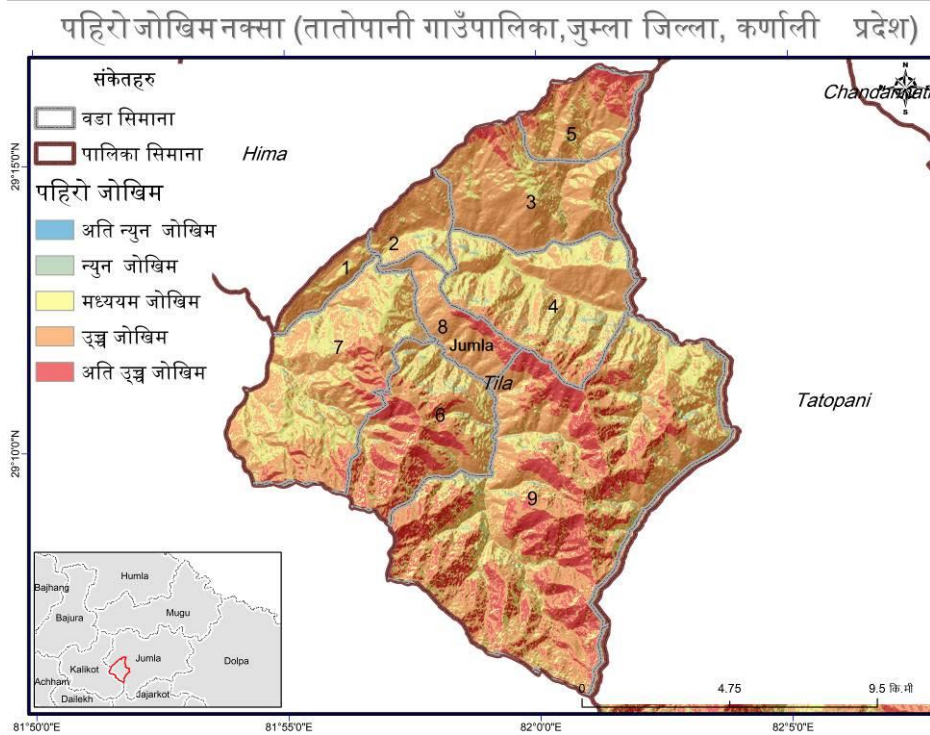 पहिरो जोखिम नक्सा (तातोपानी गाउँपालिका,जुम्ला जिल्ला, कर्णाली प्रदेश)
संकेतहरु
वडा सिमाना
पालिका सिमाना
पहिरो जोखिम
अति न्युन जोखिम
न्युन जोखिम
मध्ययम जोखिम
उच्च जोखिम
अति उच्च जोखिम
Hima
N
S
5
3
2
1
4
8
Jumla
7
Tila
6
Tatopani
9
29°15'0"N
29°10'0"N
Humla
Bajhang
Mugu
Bajura
Jumla
Dolpa
Kalikot
Achham
Dailekh
Jajarkot
0 4.75 9.5 कि.मी
81°50'0"E 81°55'0"E 82°0'0"E 82°5'0"E